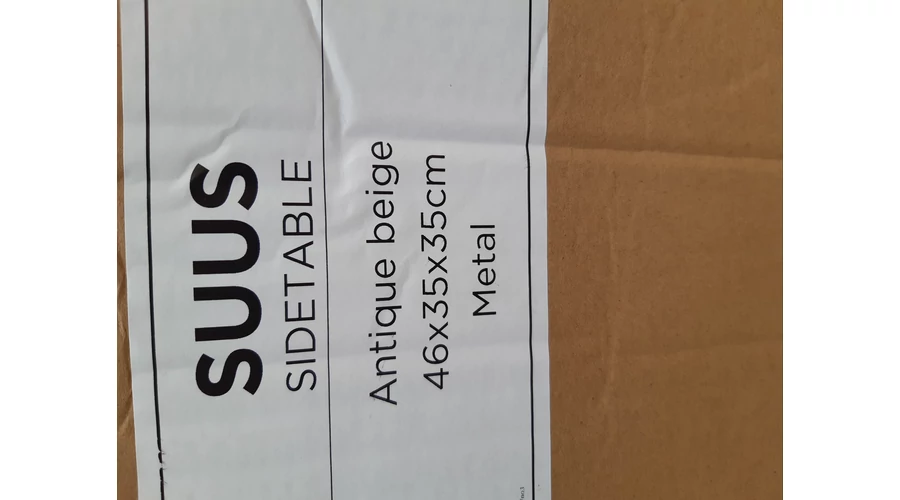 SUUS
SIDETABLE
Antique beige
46x35x35cm
Metal